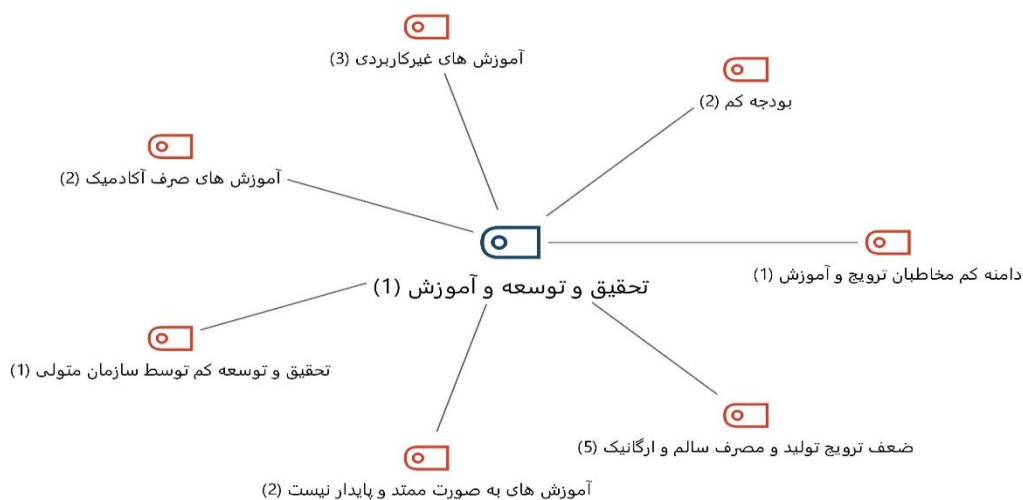 آموزش های غیرکاربردی (3)
بودجه کم (2)
آموزش های صرف آکادمیک (2)
دامنه کم مخاطبان ترویج و آموزش (1)
تحقیق و توسعه و آموزش (1)
تحقیق و توسعه کم توسط سازمان متولی (1)
ضعف ترویج تولید و مصرف سالم و ارگانیک (5)
آموزش های به صورت ممتد و پایدار نیست (2)